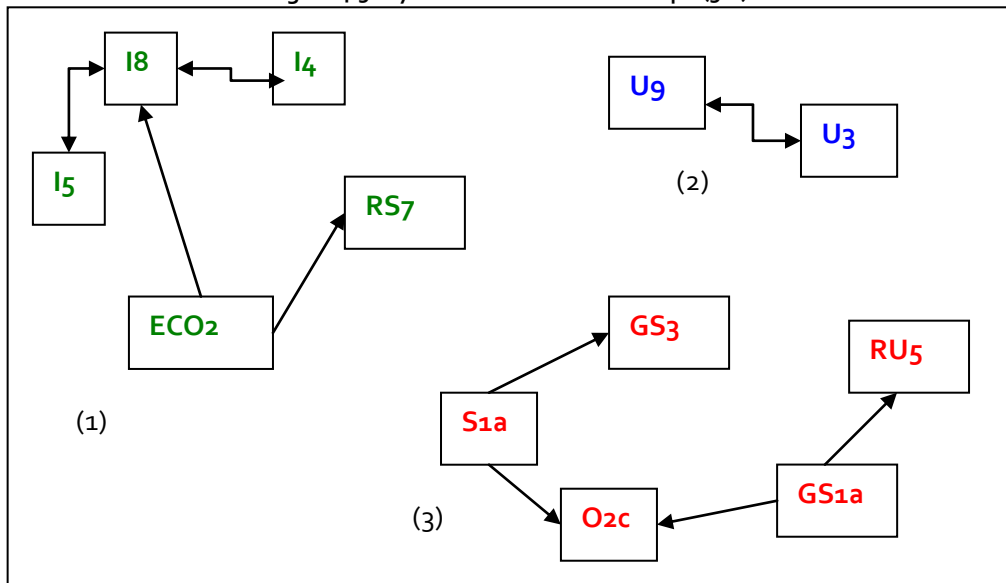 I8
I4
U9
U3
I5
(2)
RS7
ECO2
GS3
RU5
(1)
S1a
GS1a
(3)
O2c